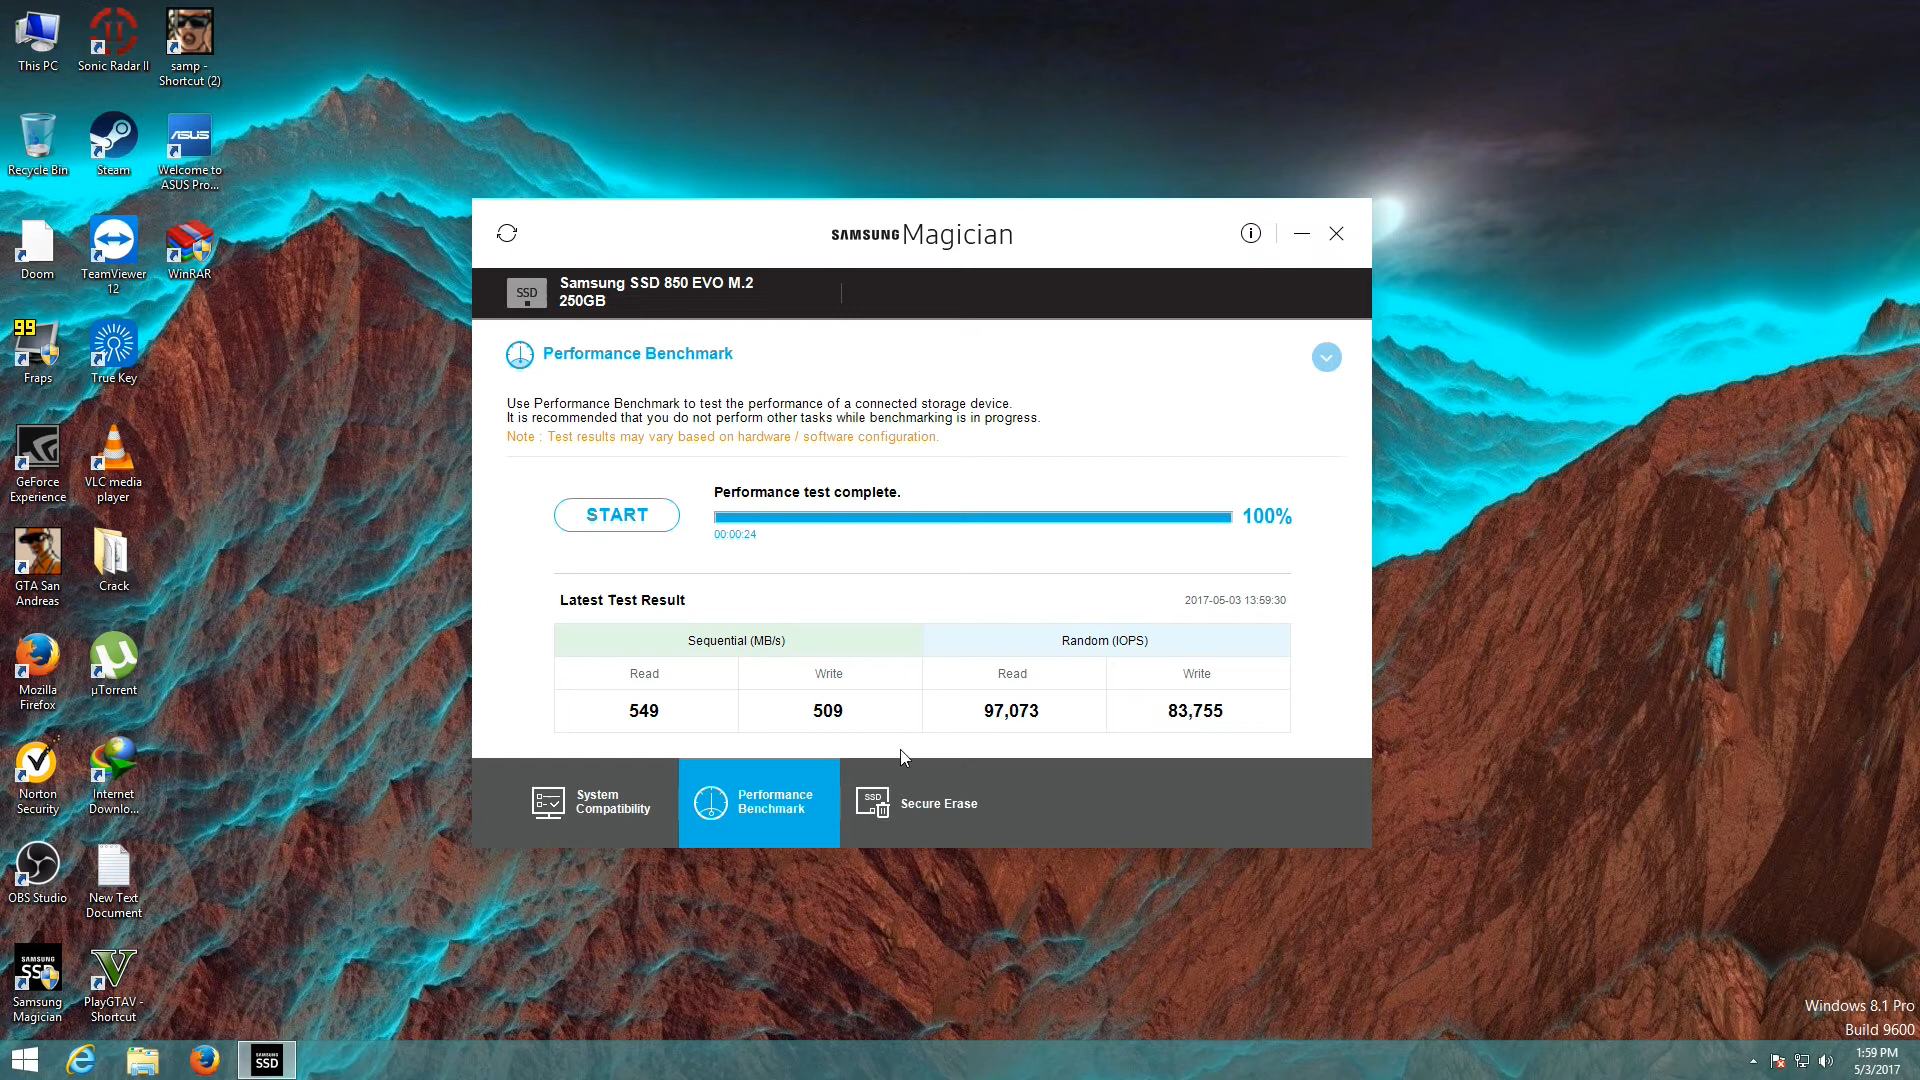 This PC
Sonic Radar II
samp -
Shortcut (2)
Recycle Bin
Steam
ASUS
Welcome to
ASUS Pro...
Doom
TeamViewer
12
WinRAR
99
Fraps
True Key
GeForce
Experience
VLC media
player
GTA San
Andreas
Crack
Mozilla
Firefox
µTorrent
Norton
Security
Internet
Downlo...
OBS Studio
New Text
Document
SAMSUNG
SSD
Samsung
Magician
PlayGTAV -
Shortcut
SAMSUNG Magician
SSD
Samsung SSD 850 EVO M.2
250GB
Performance Benchmark
Use Performance Benchmark to test the performance of a connected storage device.
It is recommended that you do not perform other tasks while benchmarking is in progress.
Note : Test results may vary based on hardware / software configuration.
START
Performance test complete.
100%
00:00:24
Latest Test Result
2017-05-03 13:59:30
Sequential (MB/s)
Random (IOPS)
Read
Write
Read
Write
549
509
97,073
83,755
System
Compatibility
Performance
Benchmark
SSD
Secure Erase
Windows 8.1 Pro
Build 9600
SAMSUNG
SSD
1:59 PM
5/3/2017